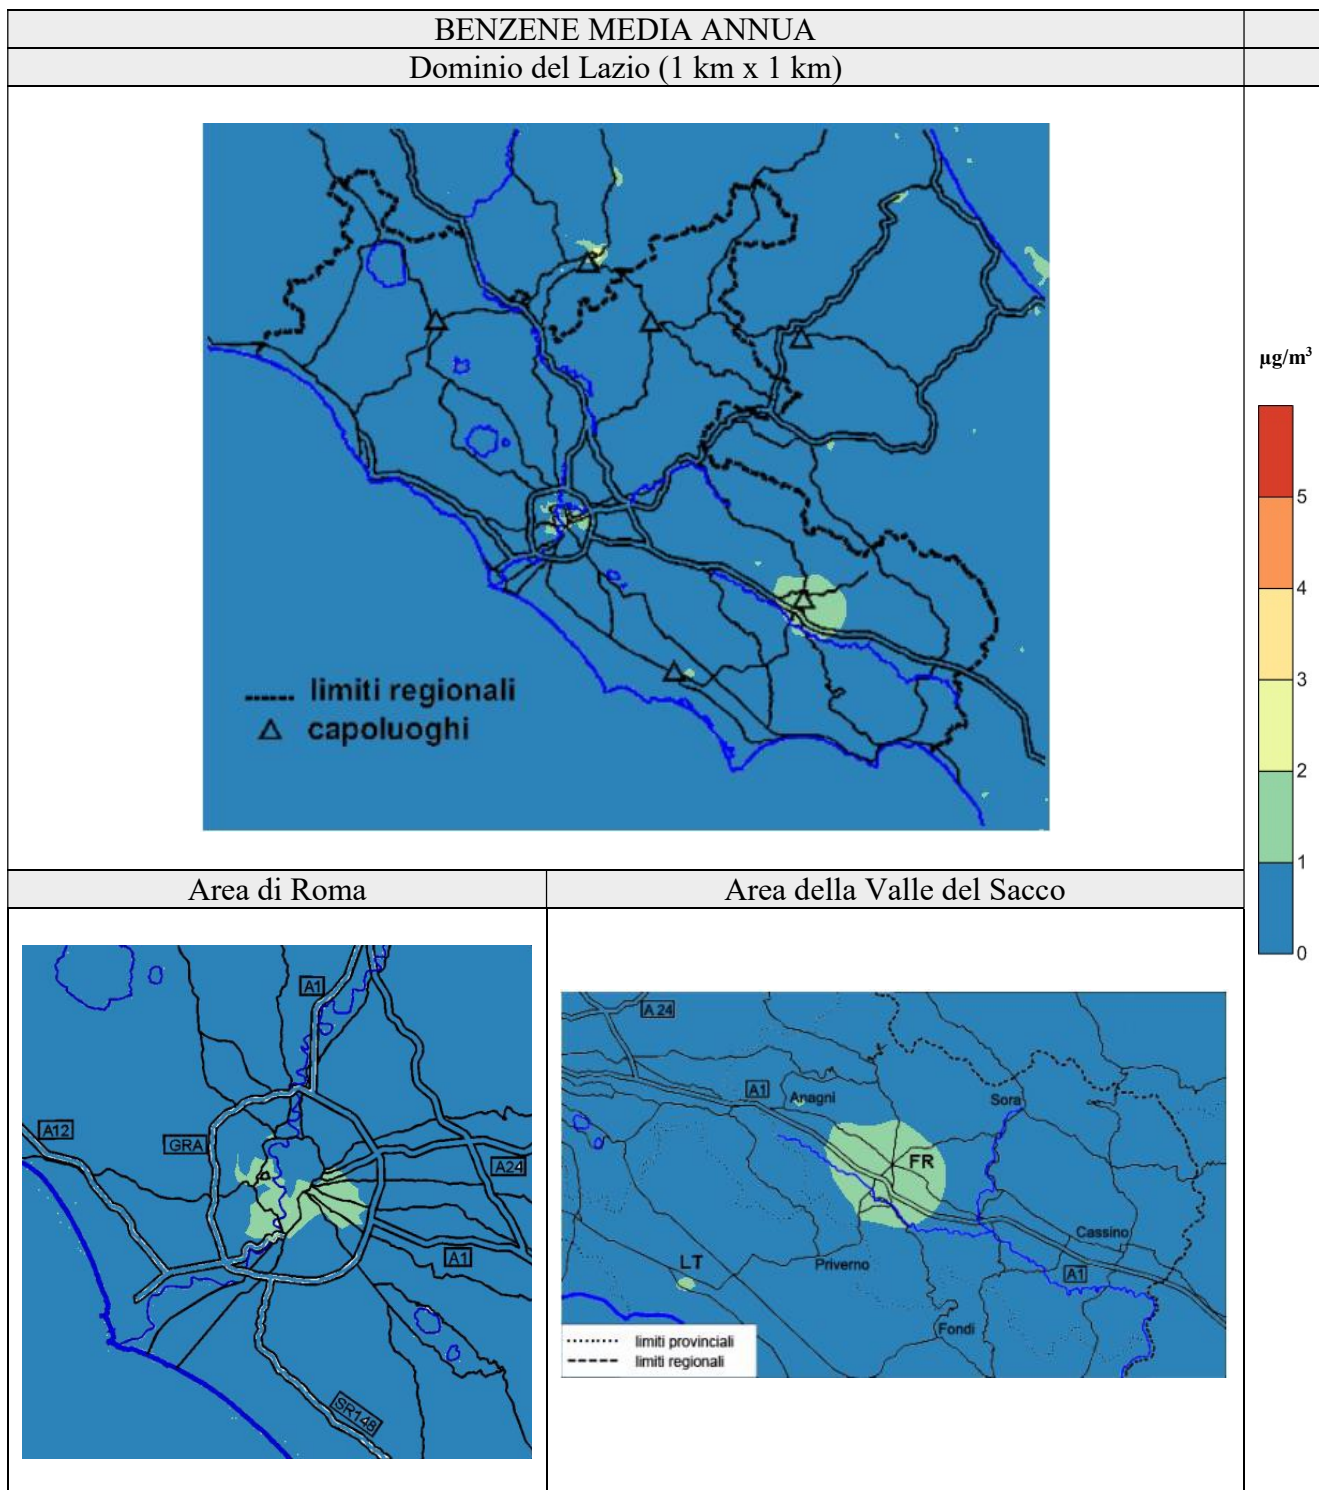 BENZENE MEDIA ANNUA
Dominio del Lazio (1 km x 1 km)
limiti regionali
capoluoghi
µg/m³
5
4
3
2
1
0
Area di Roma
Area della Valle del Sacco
A1
A12
GRA
A24
A1
SR148
A 24
A1
Anagni
Sora
FR
LT
Priverno
Cassino
A1
Fondi
limiti provinciali
limiti regionali